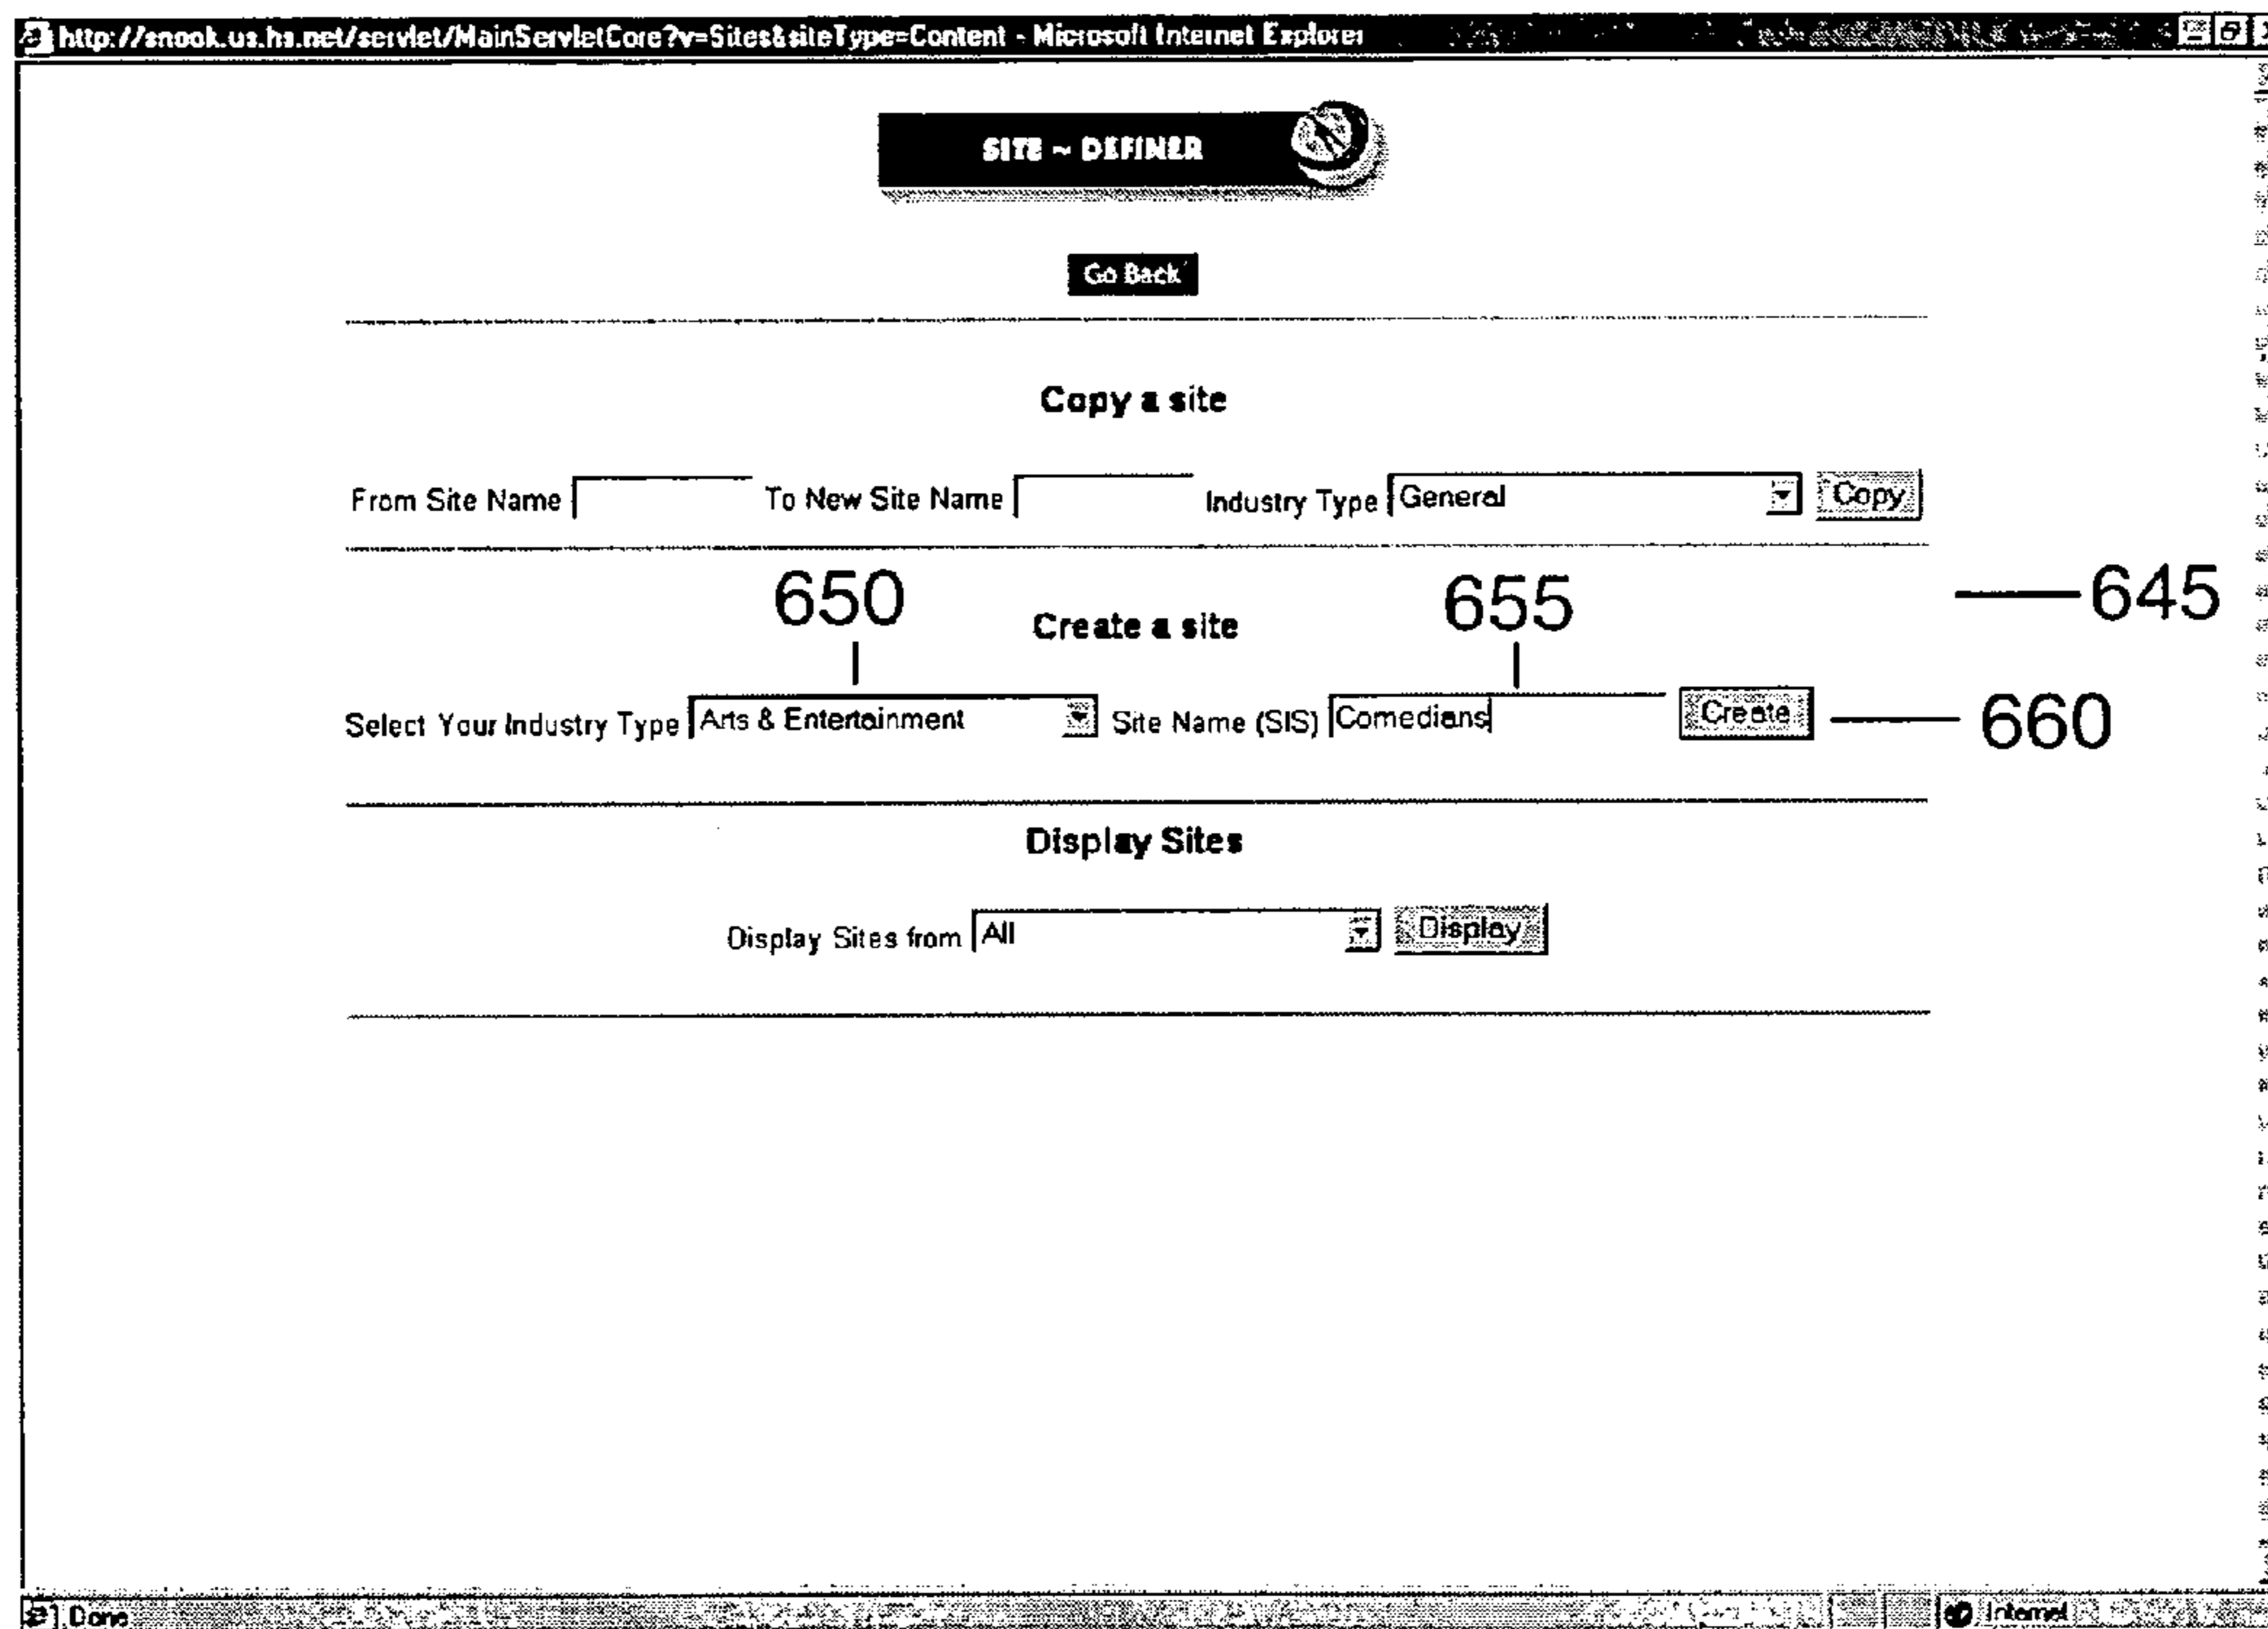 http://snook.us.hs.net/servlet/MainServletCore?v=Sites&siteType=Content - Microsoft Internet Explorer
SITE ~ DEFINER
Go Back
Copy a site
From Site Name To New Site Name Industry Type General Copy
650 655 645
Create a site
Select Your Industry Type Arts & Entertainment Site Name (SIS) Comedians Create 660
Display Sites
Display Sites from All Display
Done Internet